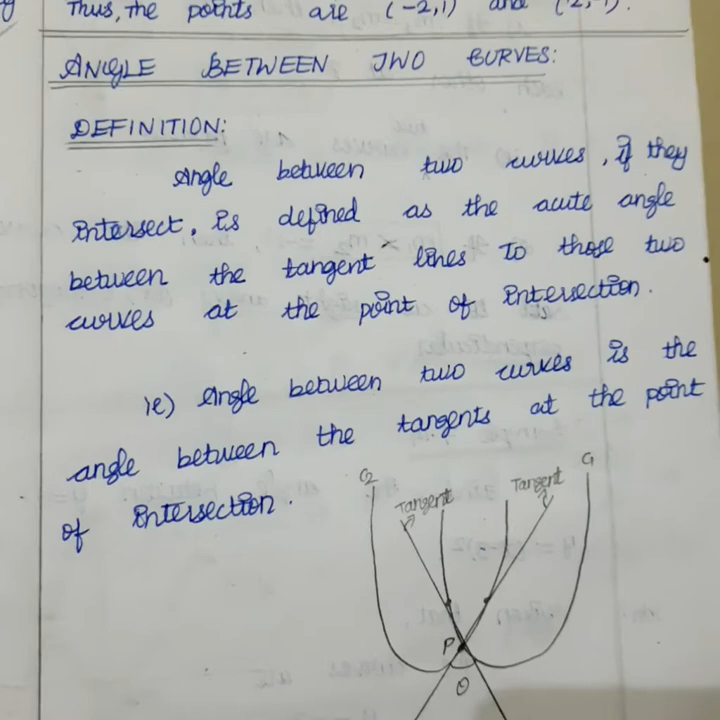 Thus, the points are (-2,1) and (2,-1).
ANGLE BETWEEN TWO CURVES:
DEFINITION:
Angle between two curves, if they
intersect, is defined as the acute angle
between the tangent lines to those two
curves at the point of intersection.
ie) Angle between two curves is the
angle between the tangents at the point
of intersection.
C2
Tangent
Tangent
C1
P
θ